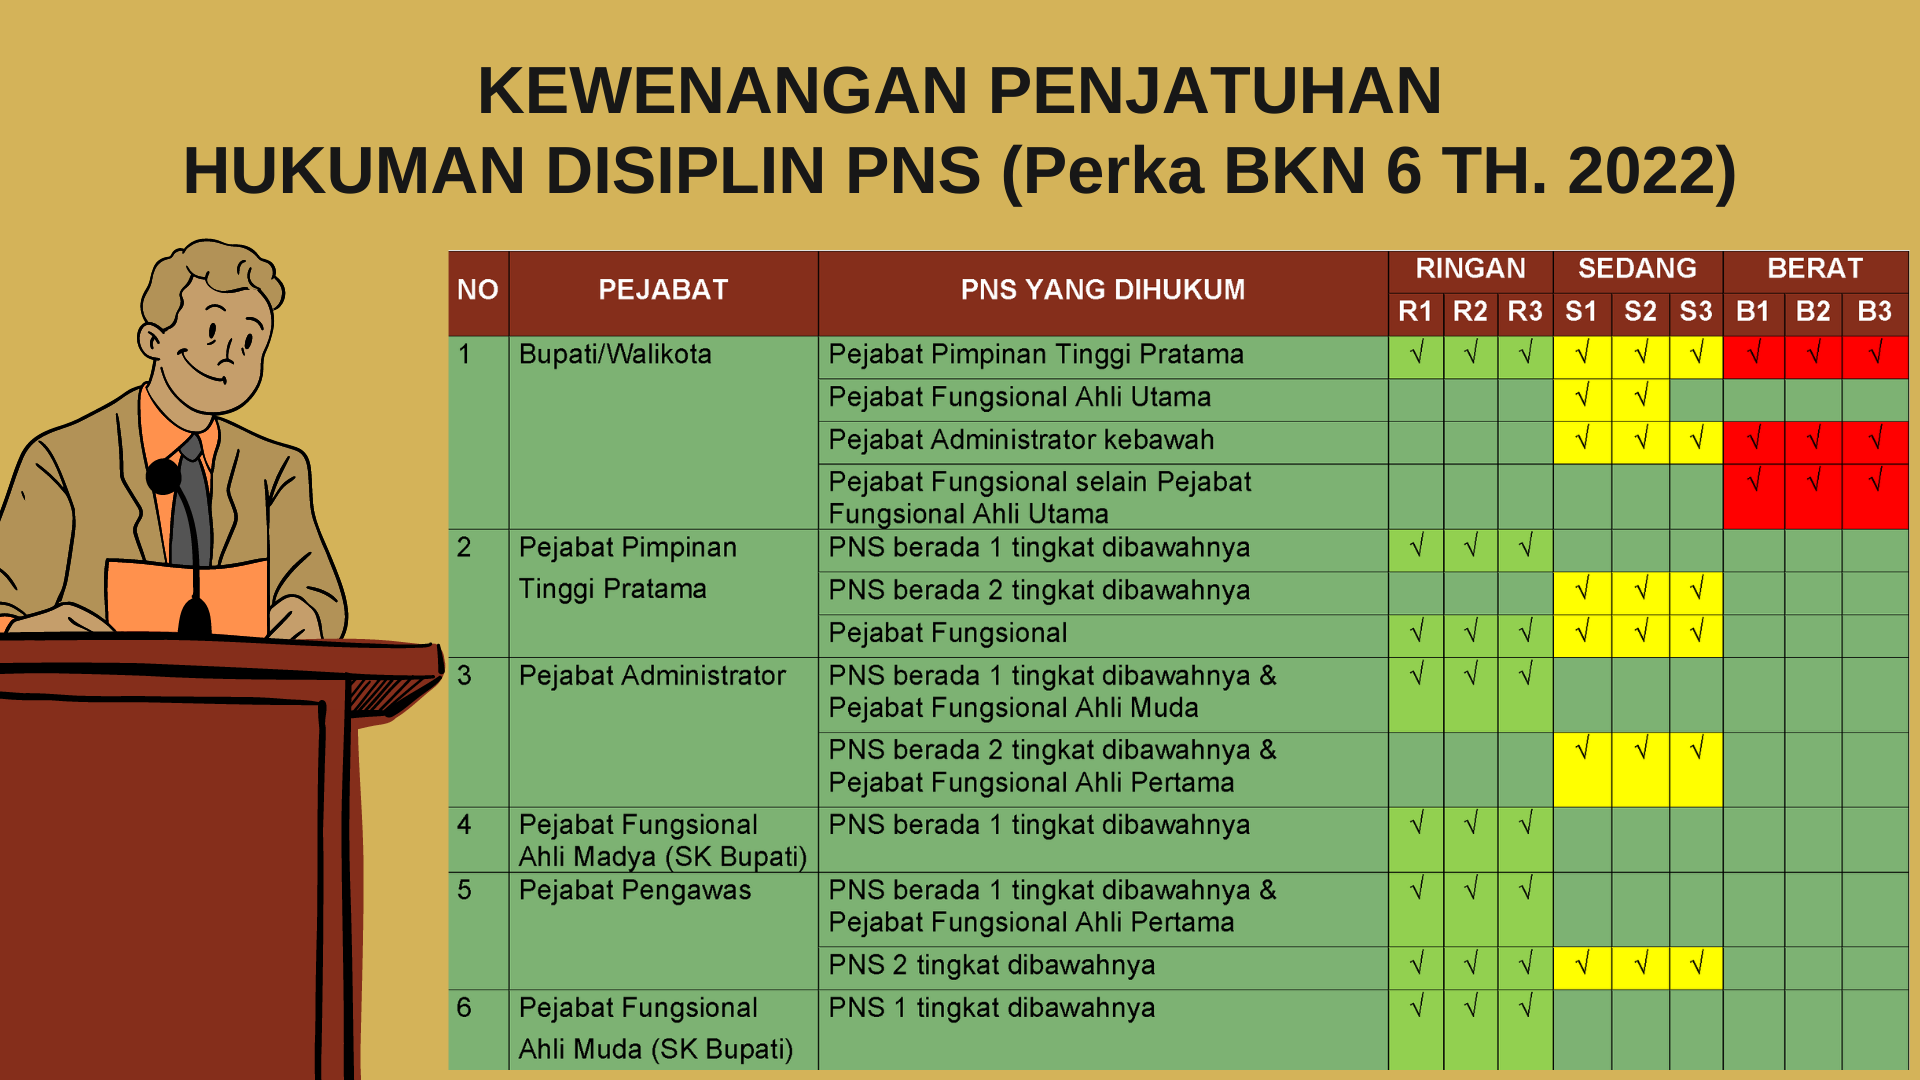 KEWENANGAN PENJATUHAN
HUKUMAN DISIPLIN PNS (Perka BKN 6 TH. 2022)
NO PEJABAT PNS YANG DIHUKUM RINGAN SEDANG BERAT
R1 R2 R3 S1 S2 S3 B1 B2 B3
1 Bupati/Walikota Pejabat Pimpinan Tinggi Pratama √ √ √ √ √ √ √ √ √
Pejabat Fungsional Ahli Utama √ √
Pejabat Administrator kebawah √ √ √ √ √ √
Pejabat Fungsional selain Pejabat √ √ √
Fungsional Ahli Utama
2 Pejabat Pimpinan PNS berada 1 tingkat dibawahnya √ √ √
Tinggi Pratama PNS berada 2 tingkat dibawahnya √ √ √
Pejabat Fungsional √ √ √ √ √ √
3 Pejabat Administrator PNS berada 1 tingkat dibawahnya & √ √ √
Pejabat Fungsional Ahli Muda
PNS berada 2 tingkat dibawahnya & √ √ √
Pejabat Fungsional Ahli Pertama
4 Pejabat Fungsional PNS berada 1 tingkat dibawahnya √ √ √
Ahli Madya (SK Bupati)
5 Pejabat Pengawas PNS berada 1 tingkat dibawahnya & √ √ √
Pejabat Fungsional Ahli Pertama
PNS 2 tingkat dibawahnya √ √ √ √ √ √
6 Pejabat Fungsional PNS 1 tingkat dibawahnya √ √ √
Ahli Muda (SK Bupati)